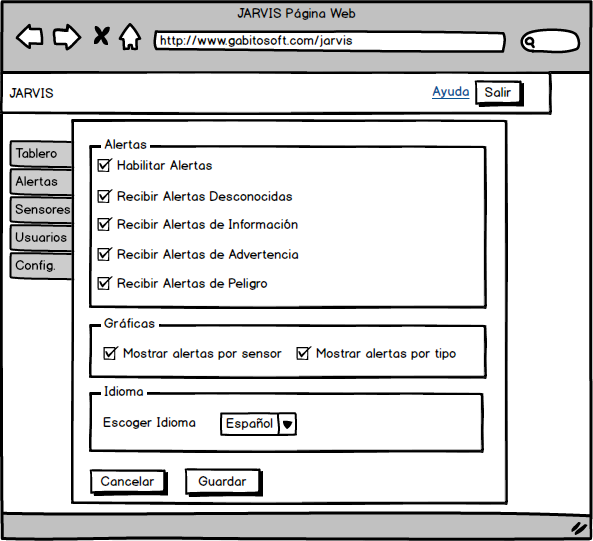 JARVIS Página Web
http://www.gabitosoft.com/jarvis
JARVIS
Ayuda
Salir
Tablero
Alertas
Sensores
Usuarios
Config.
Alertas
Habilitar Alertas
Recibir Alertas Desconocidas
Recibir Alertas de Información
Recibir Alertas de Advertencia
Recibir Alertas de Peligro
Gráficas
Mostrar alertas por sensor
Mostrar alertas por tipo
Idioma
Escoger Idioma
Español
Cancelar
Guardar